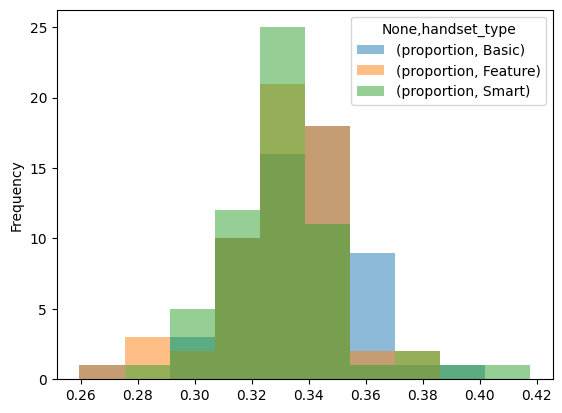 None,handset_type
(proportion, Basic)
(proportion, Feature)
(proportion, Smart)
Frequency
25
20
15
10
5
0
0.26 0.28 0.30 0.32 0.34 0.36 0.38 0.40 0.42